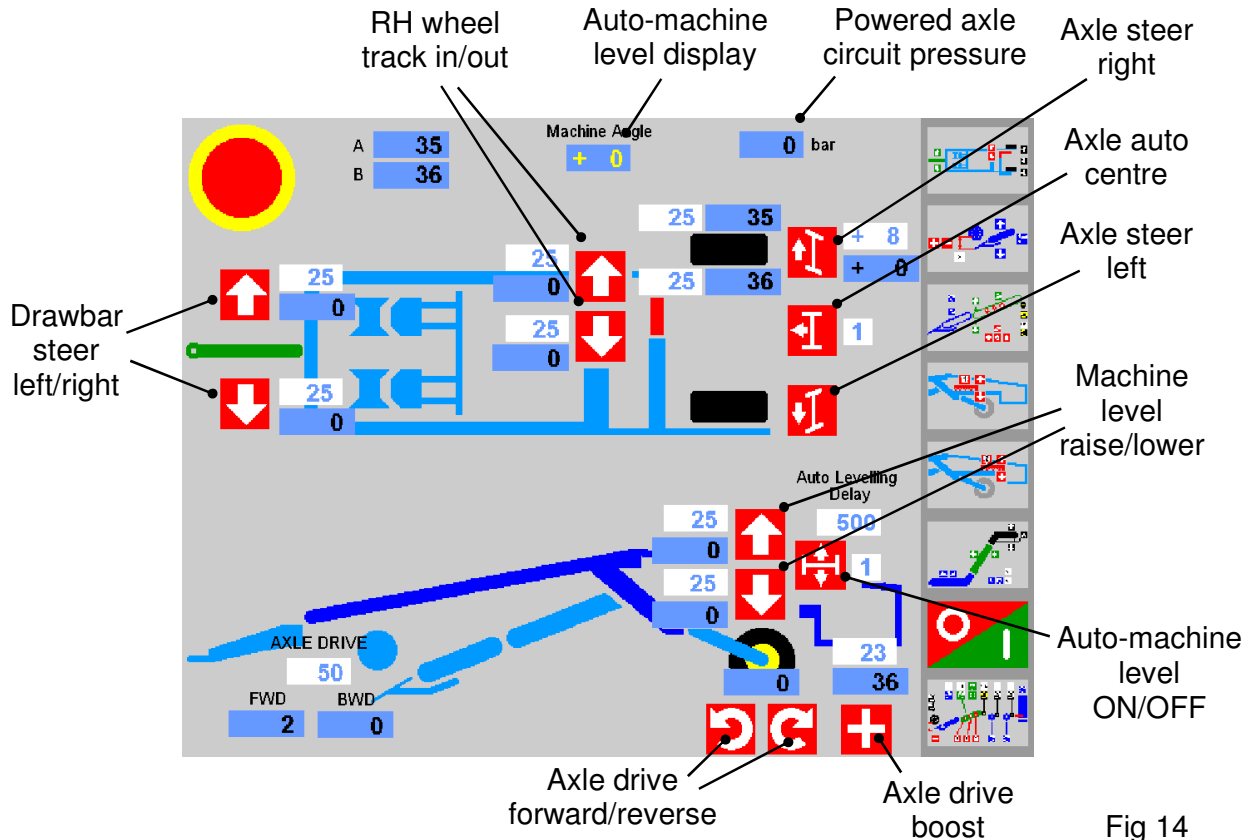 RH wheel
track in/out
Auto-machine
level display
Powered axle
circuit pressure
Axle steer
right
Axle auto
centre
Axle steer
left
Machine
level
raise/lower
Auto-machine
level
ON/OFF
Drawbar
steer
left/right
A 35
B 36
Machine Angle
+ 0
0 bar
25 35
25 36
+ 8
+ 0
1
25
0
25
0
25
0
25
0
Auto Levelling
Delay
500
1
25
0
25
0
AXLE DRIVE
50
FWD BWD
2 0
0
23
36
Axle drive
forward/reverse
Axle drive
boost
Fig 14